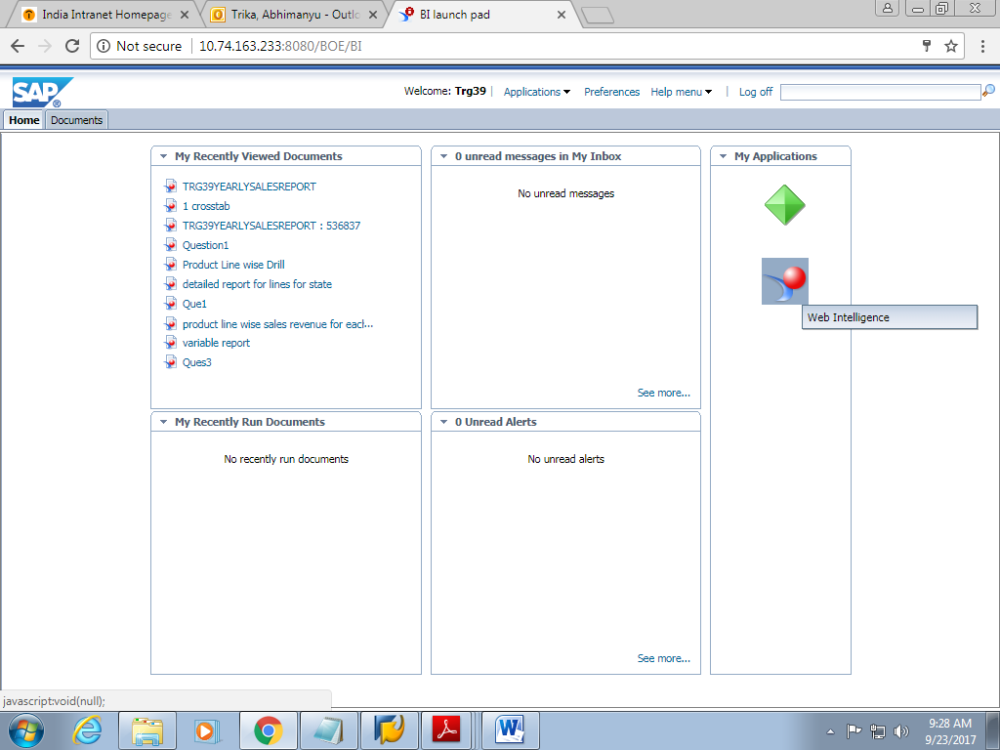 India Intranet Homepage
Trika, Abhimanyu - Outlo
BI launch pad
Not secure
10.74.163.233:8080/BOE/BI
SAP
Welcome: Trg39
Applications
Preferences
Help menu
Log off
Home
Documents
My Recently Viewed Documents
TRG39YEARLYSALESREPORT
1 crosstab
TRG39YEARLYSALESREPORT : 536837
Question1
Product Line wise Drill
detailed report for lines for state
Que1
product line wise sales revenue for eacl...
variable report
Ques3
0 unread messages in My Inbox
No unread messages
See more...
My Applications
Web Intelligence
My Recently Run Documents
No recently run documents
0 Unread Alerts
No unread alerts
See more...
javascript:void(null);
9:28 AM
9/23/2017